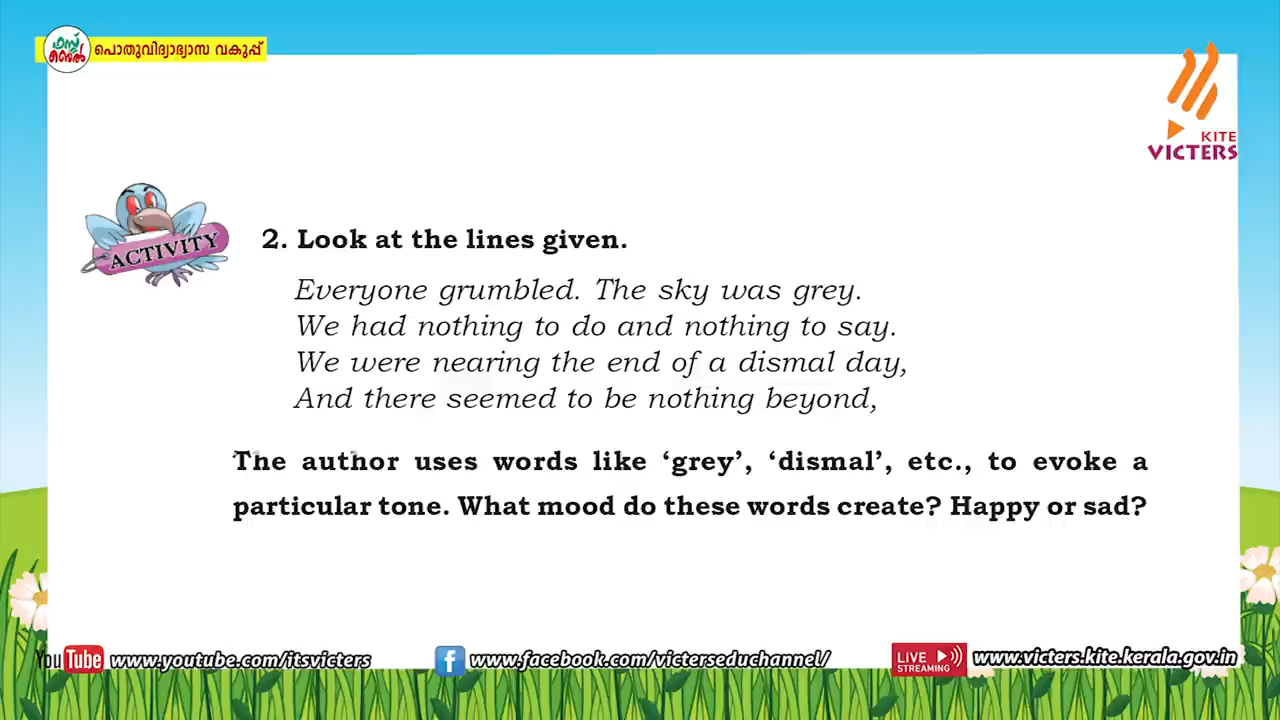 ഫസ്റ്റ്
ബെൽ
പൊതുവിദ്യാഭ്യാസ വകുപ്പ്
KITE
VICTERS
ACTIVITY
2. Look at the lines given.
Everyone grumbled. The sky was grey.
We had nothing to do and nothing to say.
We were nearing the end of a dismal day,
And there seemed to be nothing beyond,
The author uses words like ‘grey’, ‘dismal’, etc., to evoke a
particular tone. What mood do these words create? Happy or sad?
YouTube www.youtube.com/itsvicters
f www.facebook.com/victerseduchannel/
LIVE STREAMING www.victers.kite.kerala.gov.in